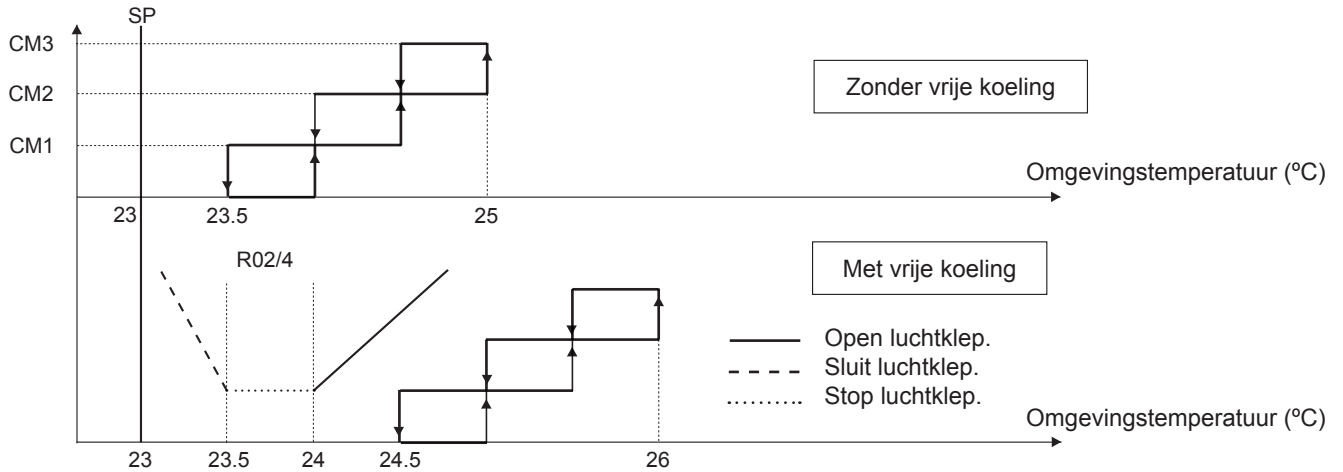 SP
CM3
CM2
CM1
Zonder vrije koeling
Omgevingstemperatuur (ºC)
23
23.5
25
R02/4
Met vrije koeling
Open luchtklep.
Sluit luchtklep.
Stop luchtklep.
Omgevingstemperatuur (ºC)
23
23.5
24
24.5
26